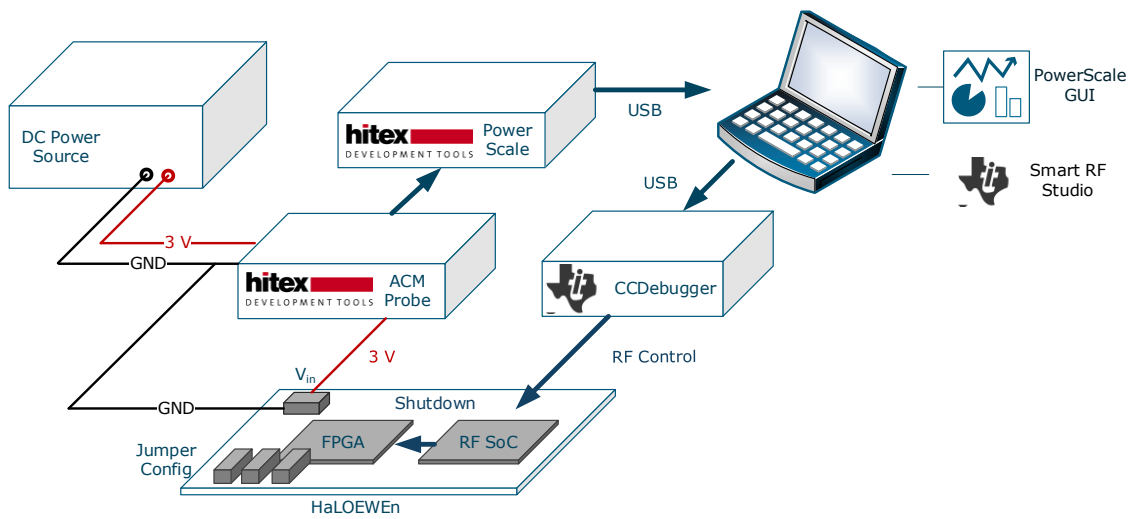 DC Power
Source
hitex
DEVELOPMENT TOOLS
Power
Scale
USB
PowerScale
GUI
USB
Smart RF
Studio
3 V
GND
hitex
DEVELOPMENT TOOLS
ACM
Probe
CCDebugger
3 V
RF Control
Vin
GND
Shutdown
FPGA
RF SoC
Jumper
Config
HaLOEWEn